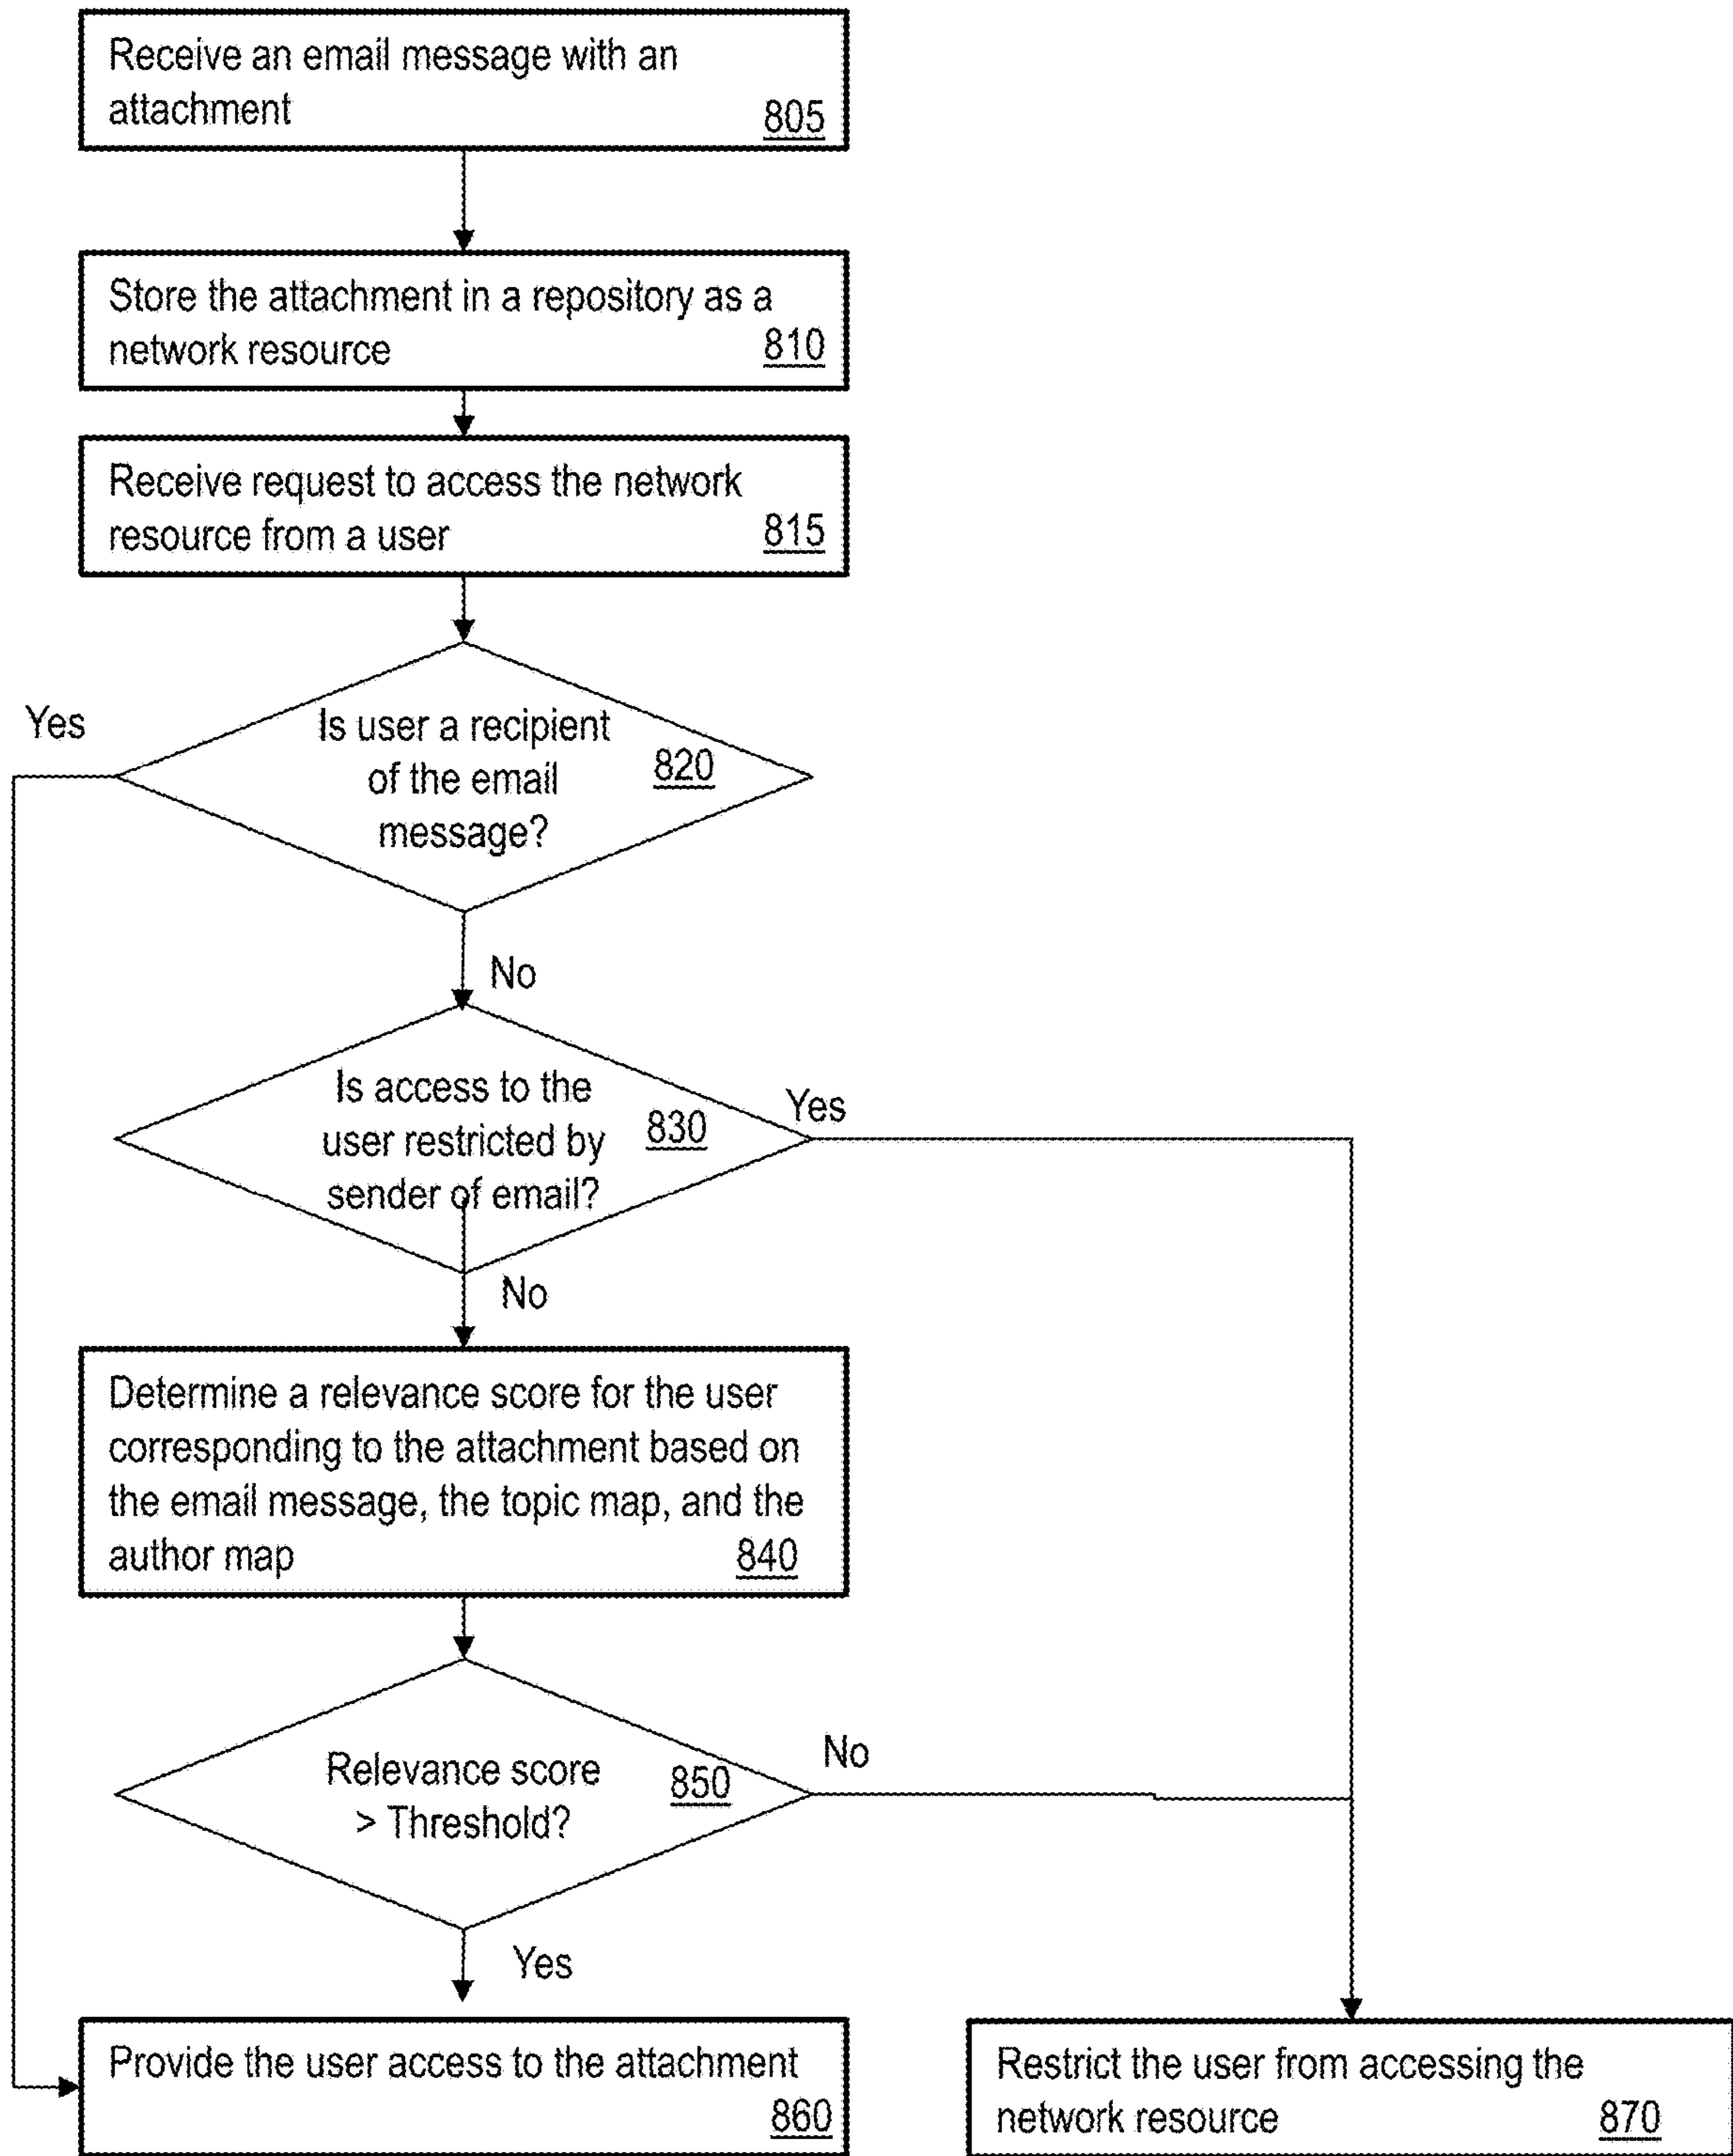 Receive an email message with an
attachment 805
Store the attachment in a repository as a
network resource 810
Receive request to access the network
resource from a user 815
Yes
Is user a recipient
of the email 820
message?
No
Is access to the
Yes
user restricted by 830
sender of email?
No
Determine a relevance score for the user
corresponding to the attachment based on
the email message, the topic map, and the
author map 840
No
Relevance score 850
> Threshold?
Yes
Provide the user access to the attachment
860
Restrict the user from accessing the
network resource 870